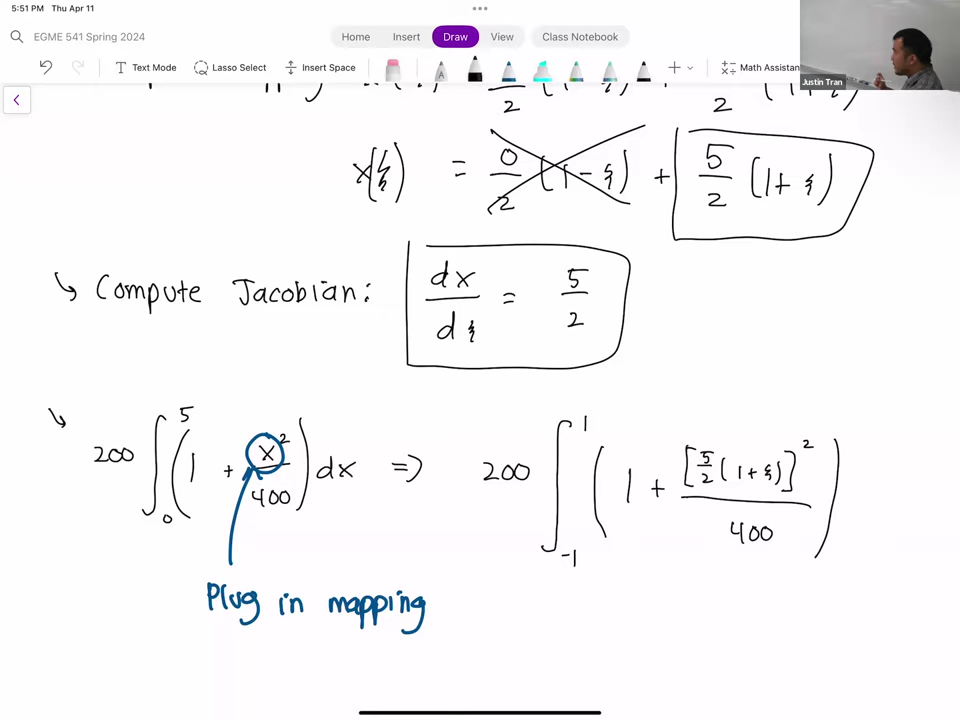 5:51 PM Thu Apr 11
EGME 541 Spring 2024
Home Insert Draw View Class Notebook
Text Mode Lasso Select Insert Space Math Assistan
Justin Tran
x(ξ) = 0/2 (1 - ξ) + 5/2 (1 + ξ)
↳ Compute Jacobian: dx/dξ = 5/2
↳ 200 ∫₀⁵ (1 + x²/400) dx => 200 ∫₋₁¹ (1 + [5/2 (1+ξ)]²/400)
Plug in mapping